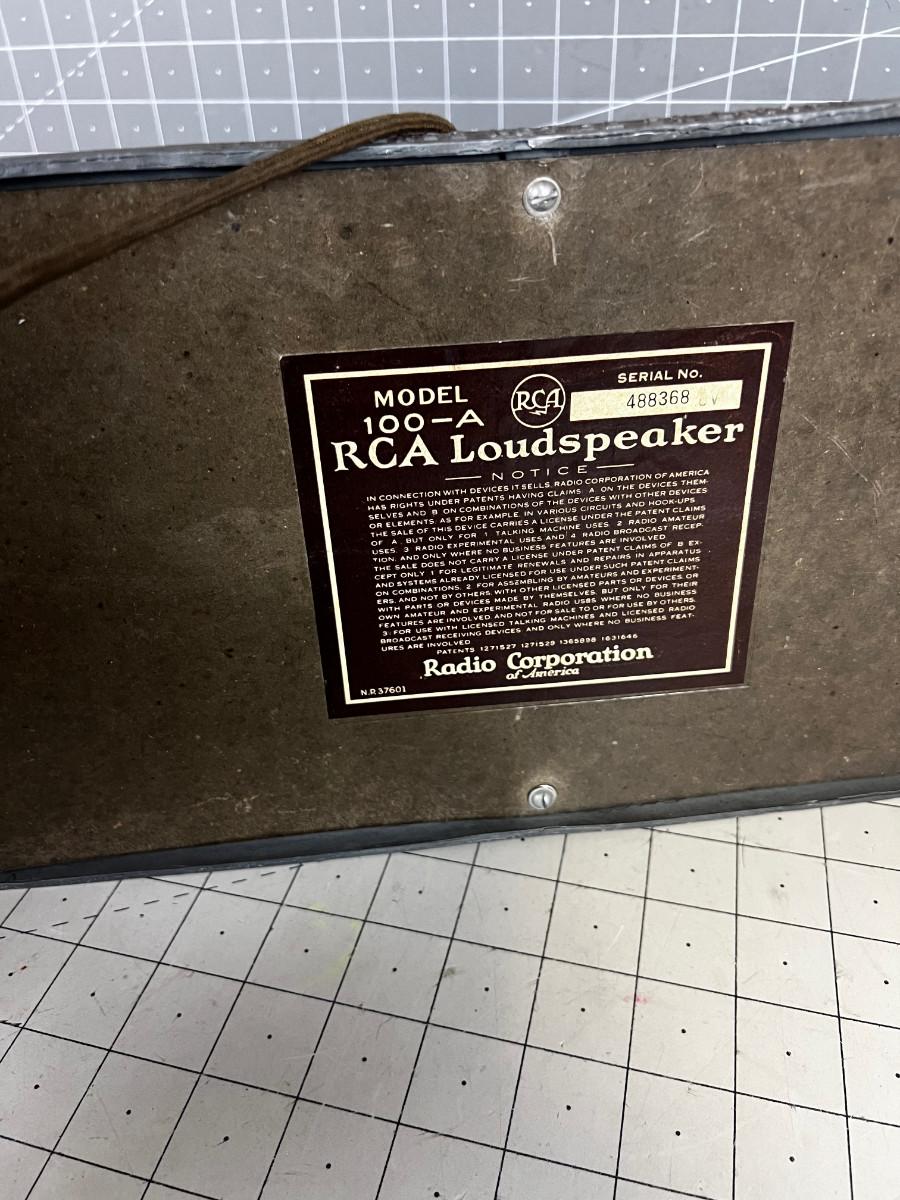 MODEL
100-A
RCA
SERIAL No.
488368
RCA Loudspeaker
NOTICE
IN CONNECTION WITH DEVICES IT SELLS, RADIO CORPORATION OF AMERICA
HAS RIGHTS UNDER PATENTS HAVING CLAIMS A ON THE DEVICES THEM-
SELVES AND B ON COMBINATIONS OF THE DEVICES WITH OTHER DEVICES
OR ELEMENTS, AS FOR EXAMPLE, IN VARIOUS CIRCUITS AND HOOK-UPS
THE SALE OF THIS DEVICE CARRIES A LICENSE UNDER THE PATENT CLAIMS
OF A, BUT ONLY FOR 1 TALKING MACHINE USES, 2 RADIO AMATEUR
USES, 3 RADIO EXPERIMENTAL USES AND 4 RADIO BROADCAST RECEP-
TION, AND ONLY WHERE NO BUSINESS FEATURES ARE INVOLVED
THE SALE DOES NOT CARRY A LICENSE UNDER PATENT CLAIMS OF B EX-
CEPT ONLY 1 FOR LEGITIMATE RENEWALS AND REPAIRS IN APPARATUS
AND SYSTEMS ALREADY LICENSED FOR USE UNDER SUCH PATENT CLAIMS
ON COMBINATIONS, 2 FOR ASSEMBLING BY AMATEURS AND EXPERIMENT-
ERS, AND NOT BY OTHERS, WITH OTHER LICENSED PARTS OR DEVICES, OR
WITH PARTS OR DEVICES MADE BY THEMSELVES, BUT ONLY FOR THEIR
OWN AMATEUR AND EXPERIMENTAL RADIO USES WHERE NO BUSINESS
FEATURES ARE INVOLVED AND NOT FOR SALE TO OR FOR USE BY OTHERS,
3 FOR USE WITH LICENSED TALKING MACHINES AND LICENSED RADIO
BROADCAST RECEIVING DEVICES, AND ONLY WHERE NO BUSINESS FEAT-
URES ARE INVOLVED
PATENTS 1271527 1271529 1365898 1631646
Radio Corporation
of America
N.P. 37601